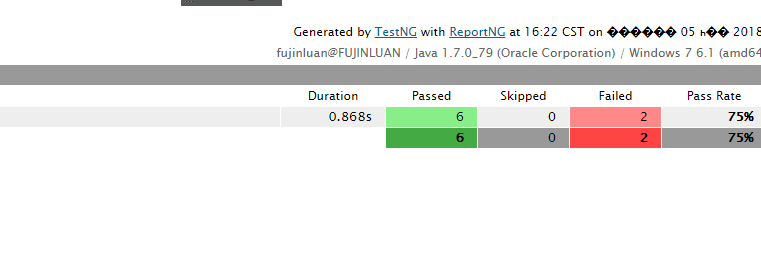 Generated by TestNG with ReportNG at 16:22 CST on ������ 05 һ�� 2018
fujinluan@FUJINLUAN / Java 1.7.0_79 (Oracle Corporation) / Windows 7 6.1 (amd64
Duration Passed Skipped Failed Pass Rate
0.868s 6 0 2 75%
6 0 2 75%